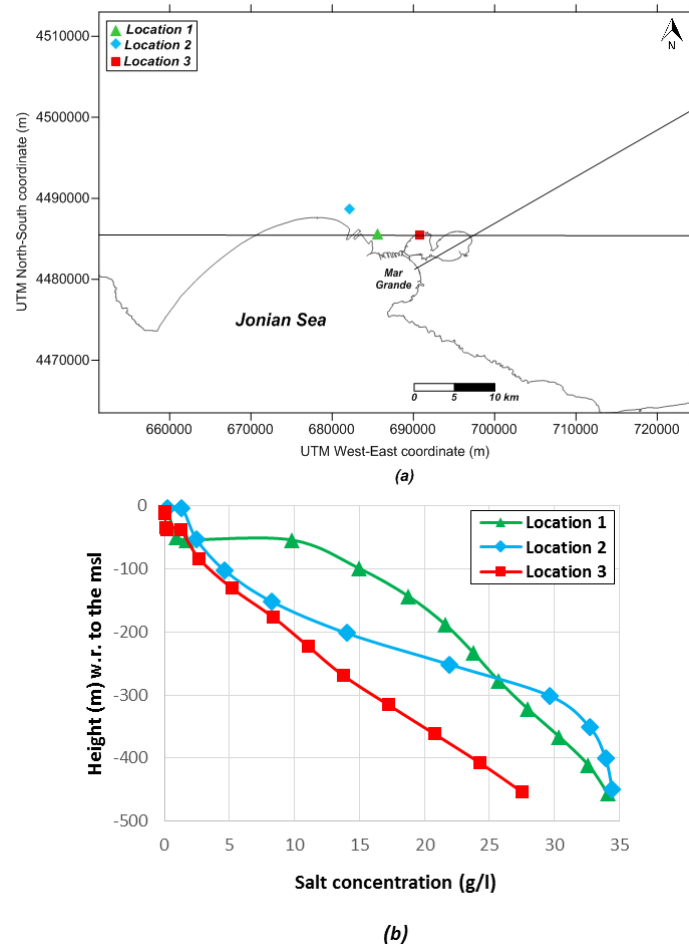 Location 1
Location 2
Location 3
N
4510000
4500000
4490000
4480000
4470000
UTM North-South coordinate (m)
Mar
Grande
Jonian Sea
0 5 10 km
660000 670000 680000 690000 700000 710000 720000
UTM West-East coordinate (m)
(a)
0
-100
-200
-300
-400
-500
Height (m) w.r. to the msl
Location 1
Location 2
Location 3
0 5 10 15 20 25 30 35
Salt concentration (g/l)
(b)